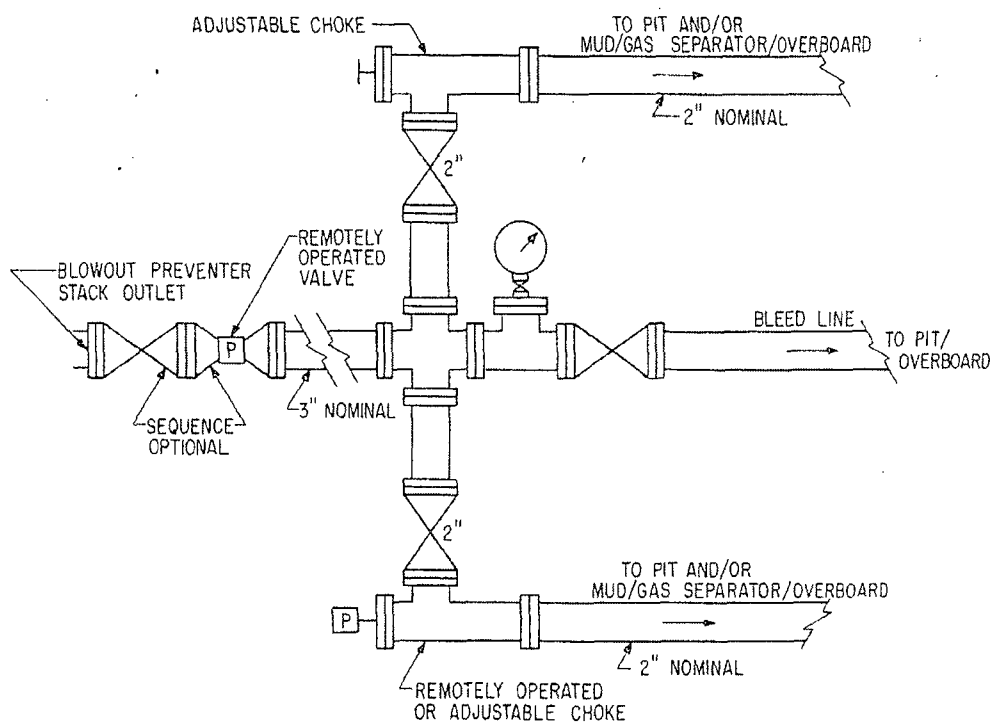 ADJUSTABLE CHOKE
TO PIT AND/OR
MUD/GAS SEPARATOR/OVERBOARD
2" NOMINAL
2"
REMOTELY
OPERATED
VALVE
BLOWOUT PREVENTER
STACK OUTLET
P
BLEED LINE
TO PIT/
OVERBOARD
3" NOMINAL
SEQUENCE
OPTIONAL
2"
TO PIT AND/OR
MUD/GAS SEPARATOR/OVERBOARD
P
2" NOMINAL
REMOTELY OPERATED
OR ADJUSTABLE CHOKE